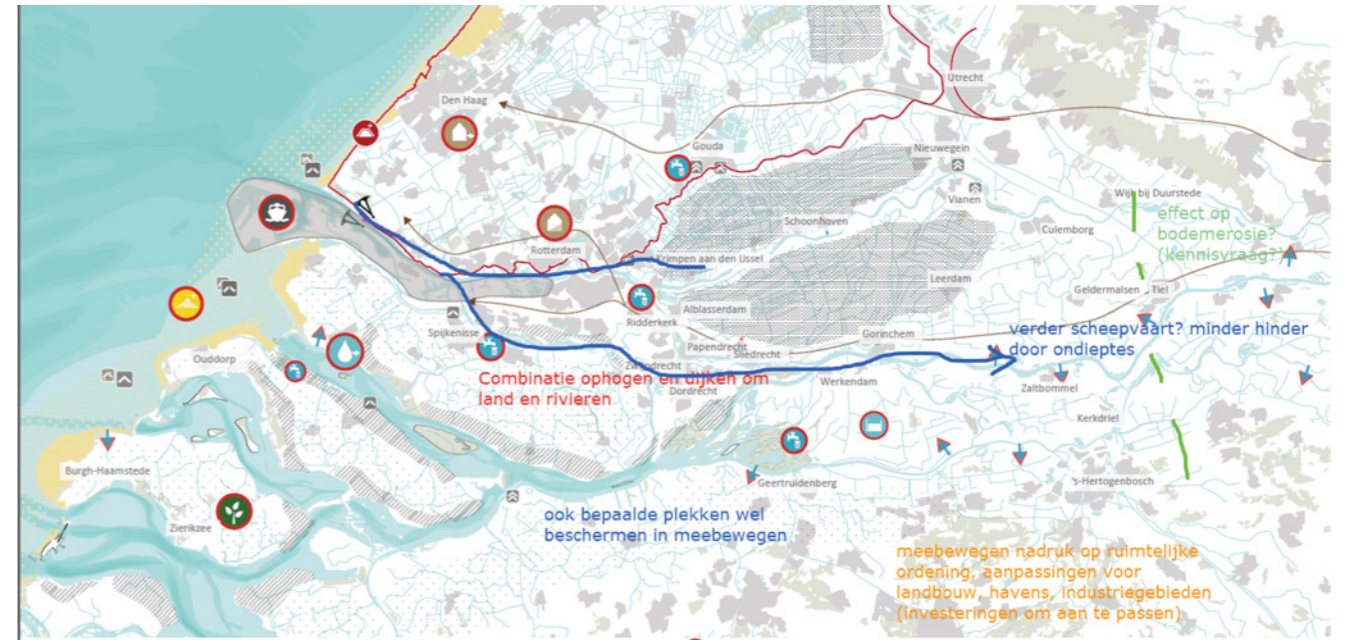 Utrecht
Den Haag
Gouda
Nieuwegein
Vianen
Wijk bij Duurstede
effect op
bodemerosie?
(kennisvraag?)
Schoonhoven
Culemborg
Rotterdam
Krimpen aan den IJssel
Leerdam
Geldermalsen
Tiel
Alblasserdam
Ridderkerk
Gorinchem
verder scheepvaart? minder hinder
door ondieptes
Spijkenisse
Papendrecht
Sliedrecht
Ouddorp
Zwijndrecht
Combinatie ophogen en dijken om
land en rivieren
Dordrecht
Werkendam
Zaltbommel
Kerkdriel
Burgh-Haamstede
Geertruidenberg
's-Hertogenbosch
Zierikzee
ook bepaalde plekken wel
beschermen in meebewegen
meebewegen nadruk op ruimtelijke
ordening, aanpassingen voor
landbouw, havens, industriegebieden
(investeringen om aan te passen)